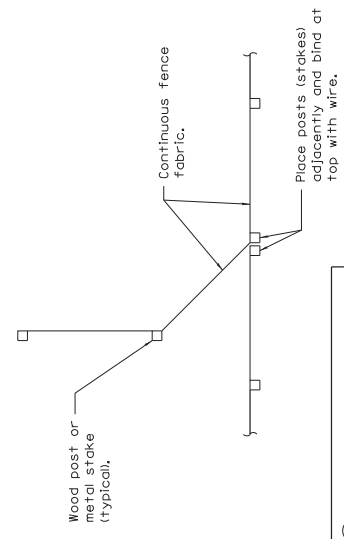 Wood post or
metal stake
(typical).
Continuous fence
fabric.
Place posts (stakes)
adjacently and bind at
top with wire.